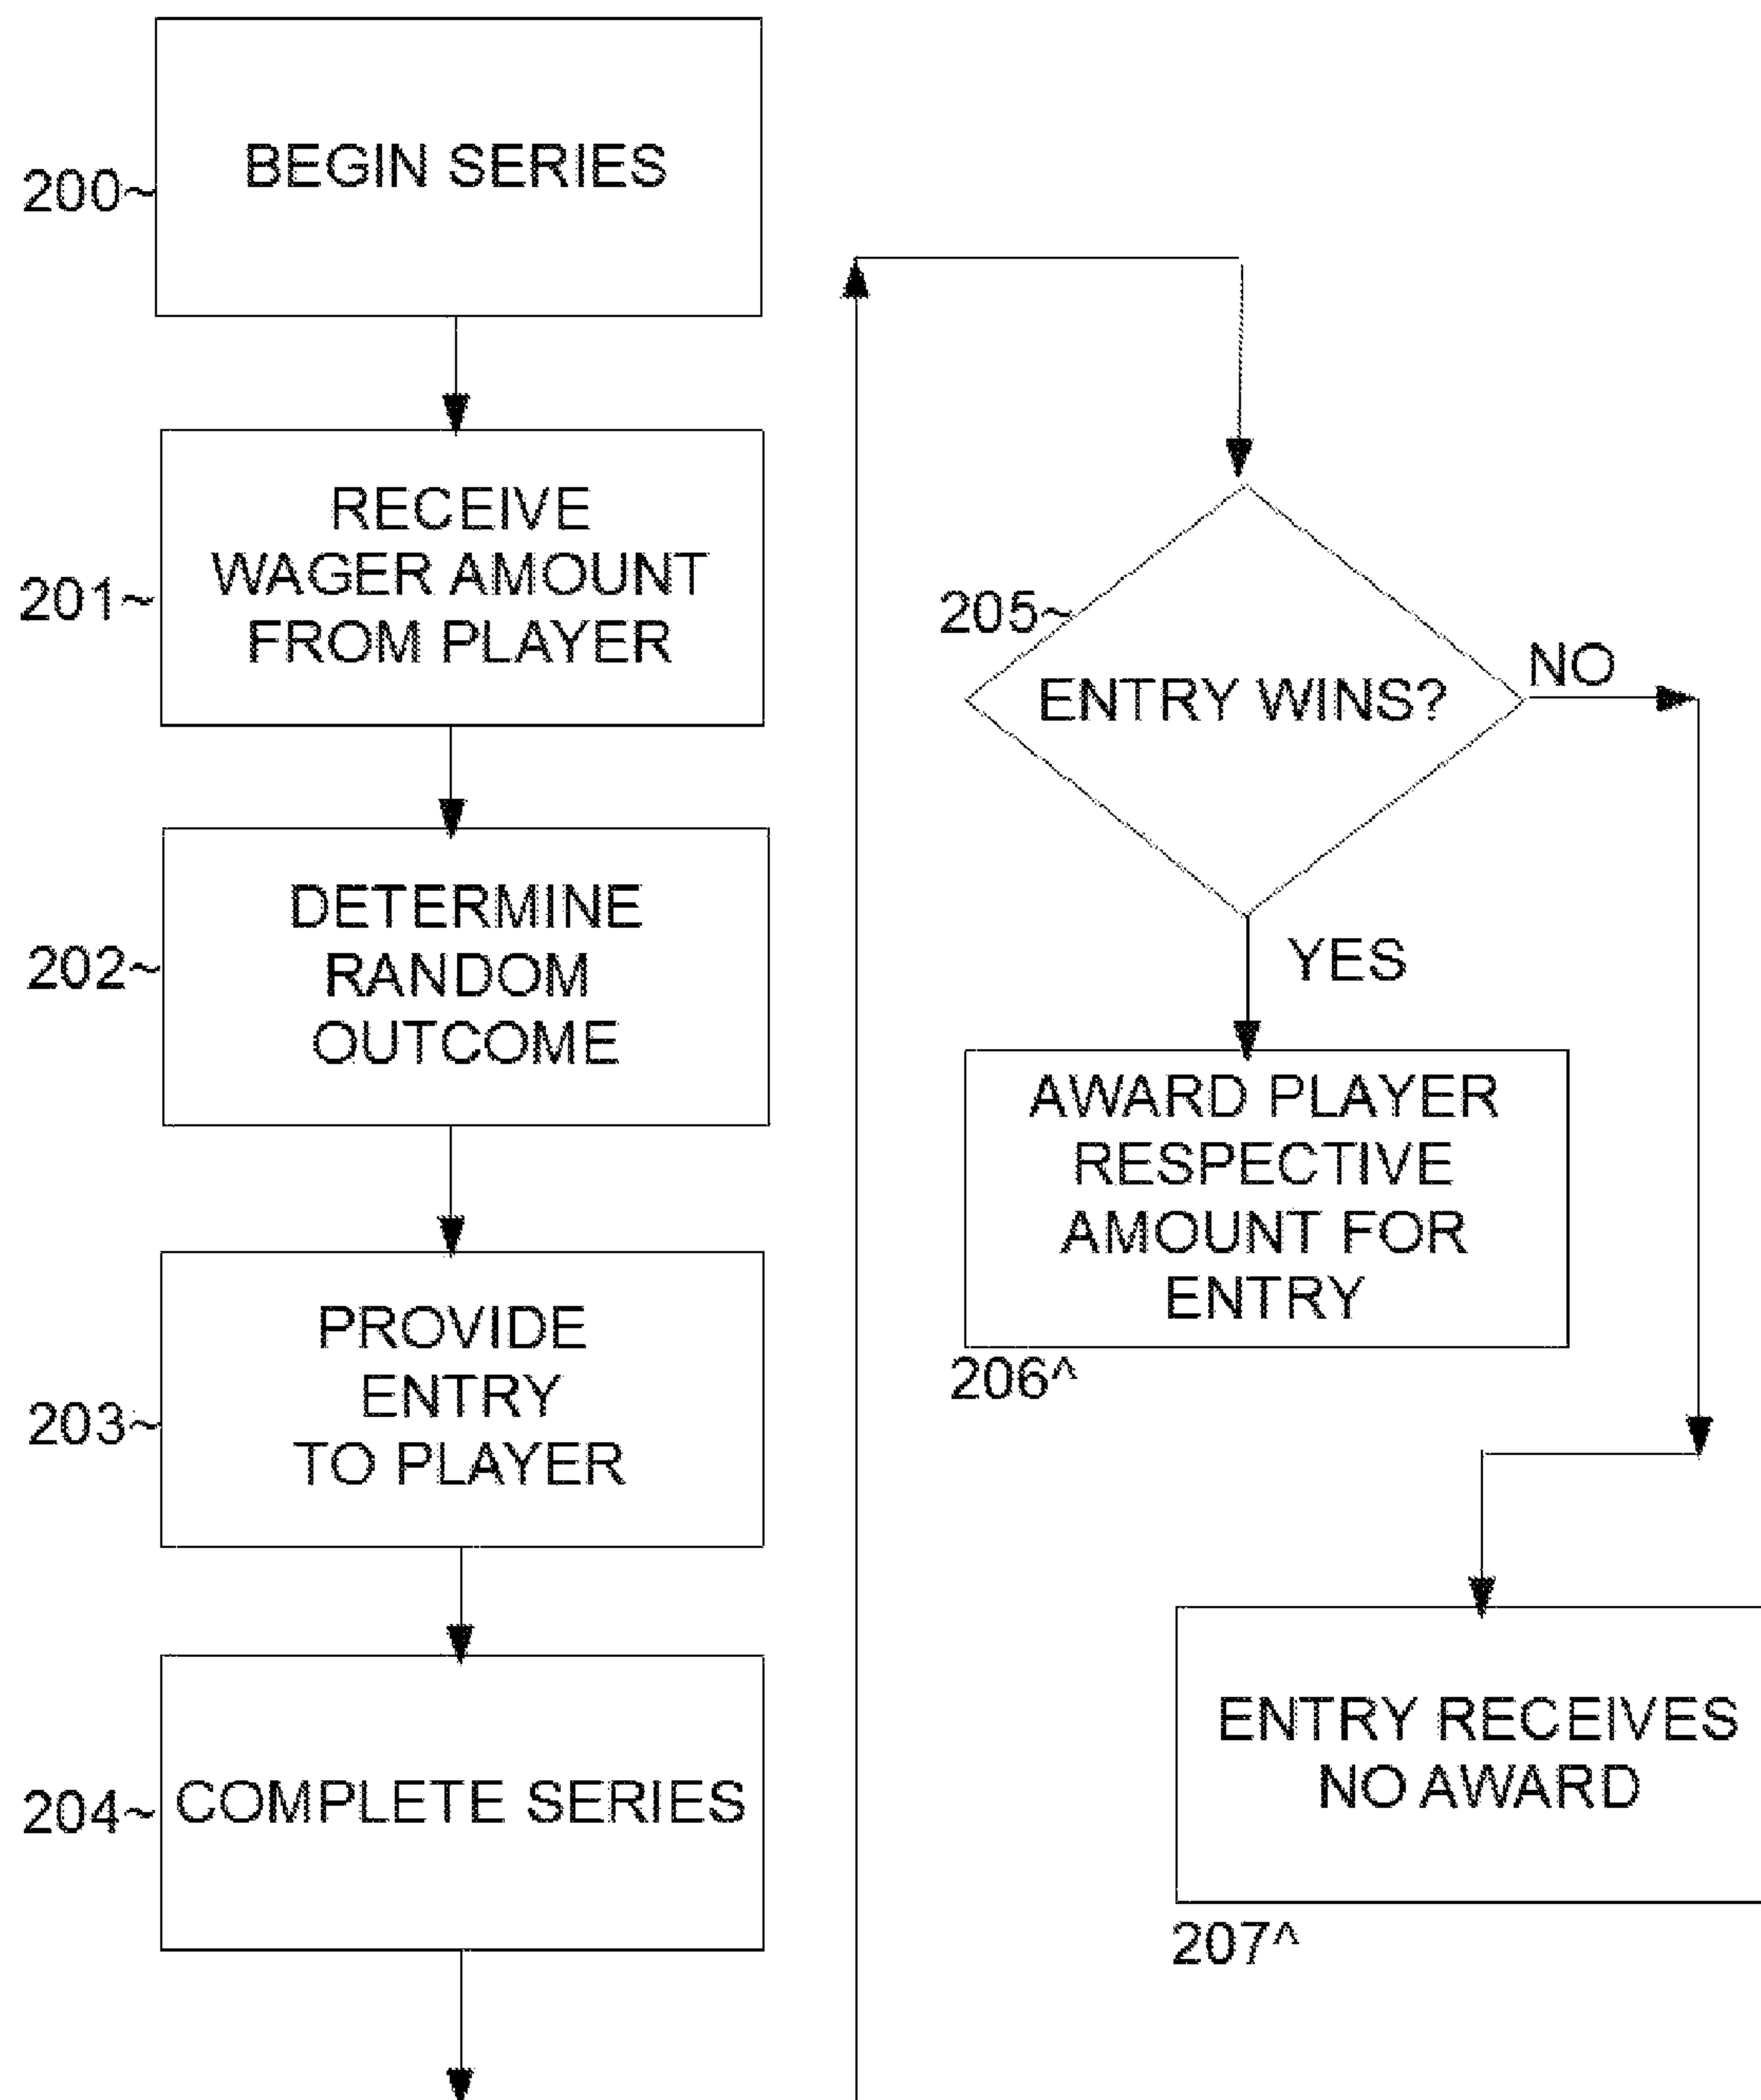 200~
BEGIN SERIES
201~
RECEIVE
WAGER AMOUNT
FROM PLAYER
202~
DETERMINE
RANDOM
OUTCOME
203~
PROVIDE
ENTRY
TO PLAYER
204~
COMPLETE SERIES
205~
ENTRY WINS?
NO
YES
AWARD PLAYER
RESPECTIVE
AMOUNT FOR
ENTRY
206^
ENTRY RECEIVES
NO AWARD
207^